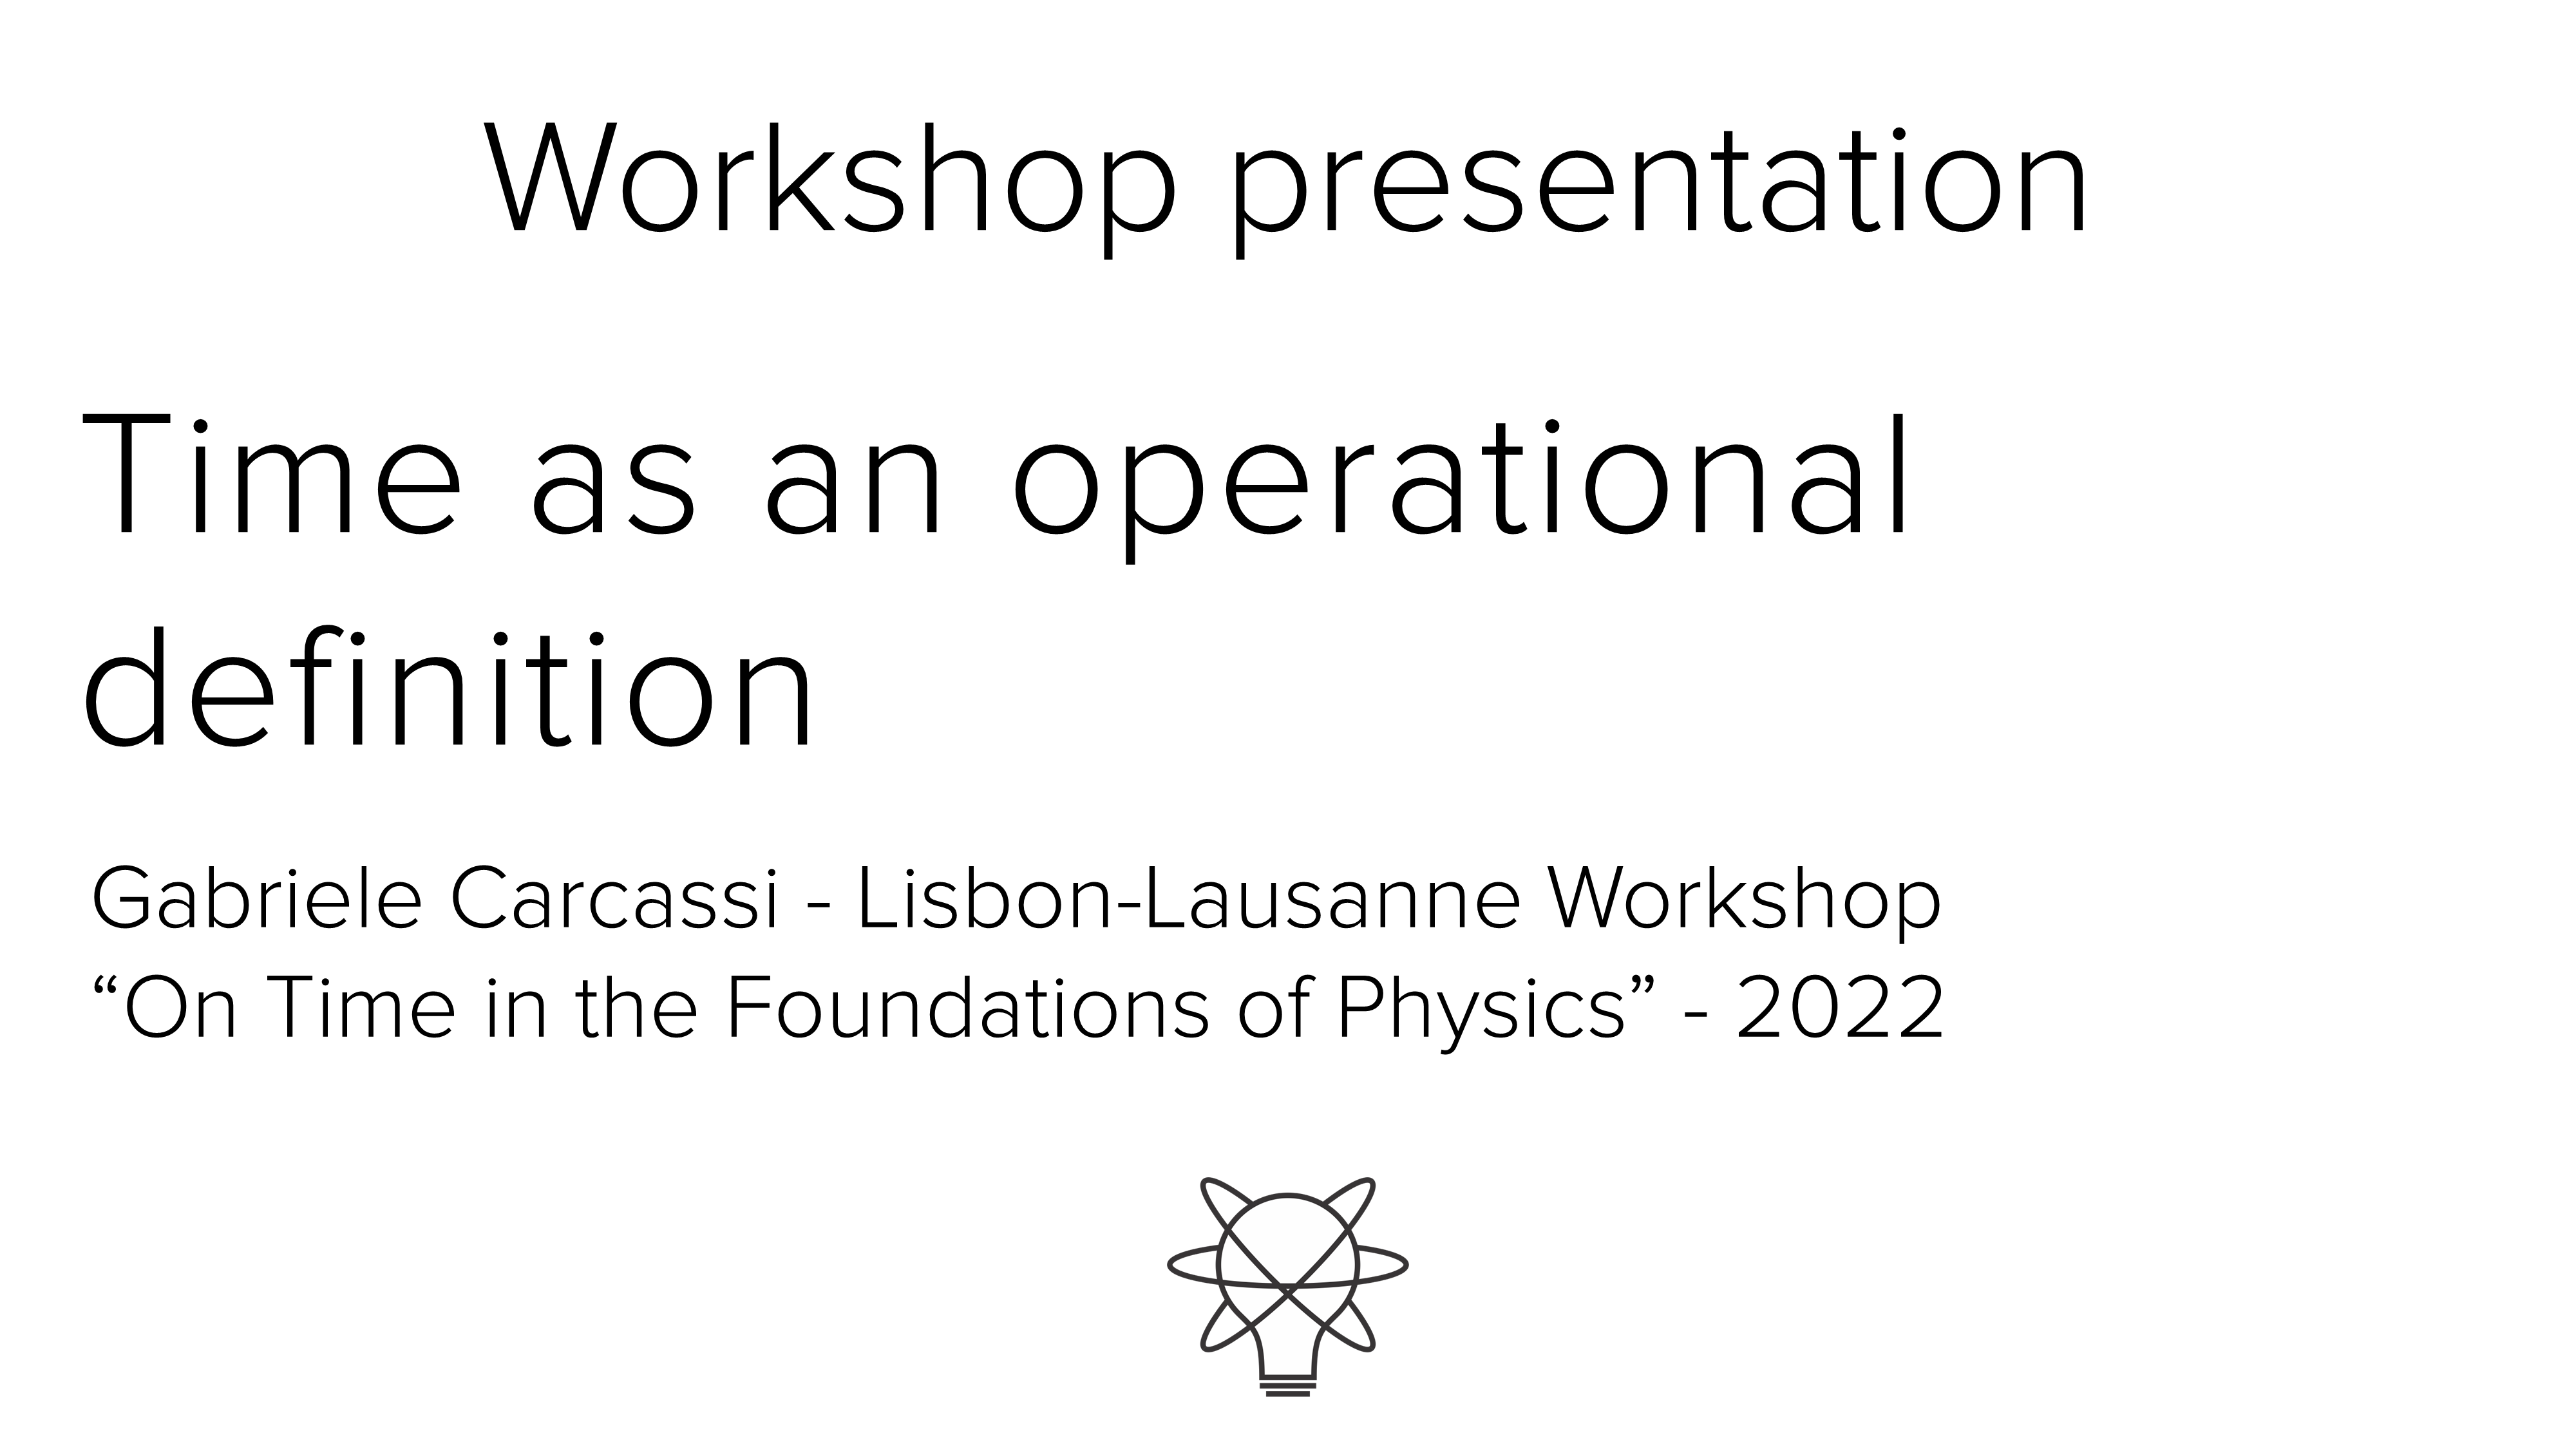 Workshop presentation
Time as an operational
definition
Gabriele Carcassi - Lisbon-Lausanne Workshop
“On Time in the Foundations of Physics” - 2022